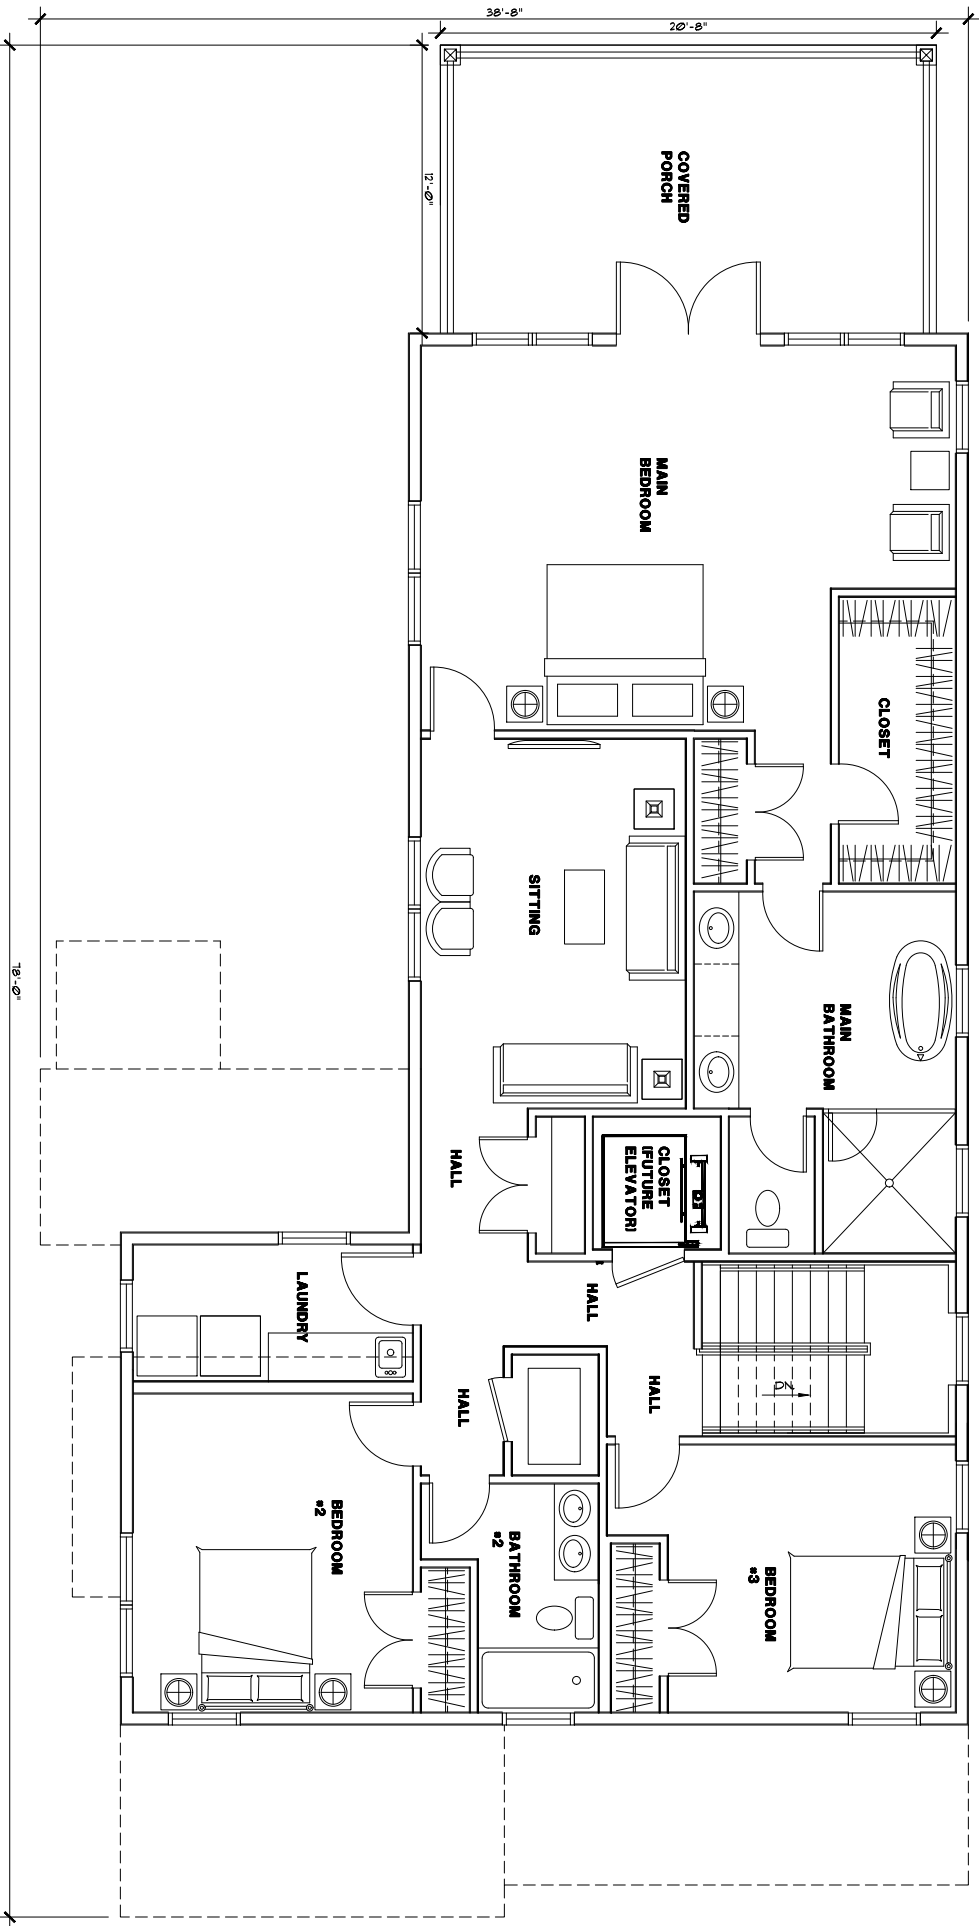 38'-8"
20'-8"
12'-0"
78'-0"
COVERED
PORCH
MAIN
BEDROOM
CLOSET
SITTING
MAIN
BATHROOM
HALL
CLOSET
(FUTURE
ELEVATOR)
HALL
LAUNDRY
HALL
HALL
DN
BEDROOM
#2
BATHROOM
#2
BEDROOM
#3